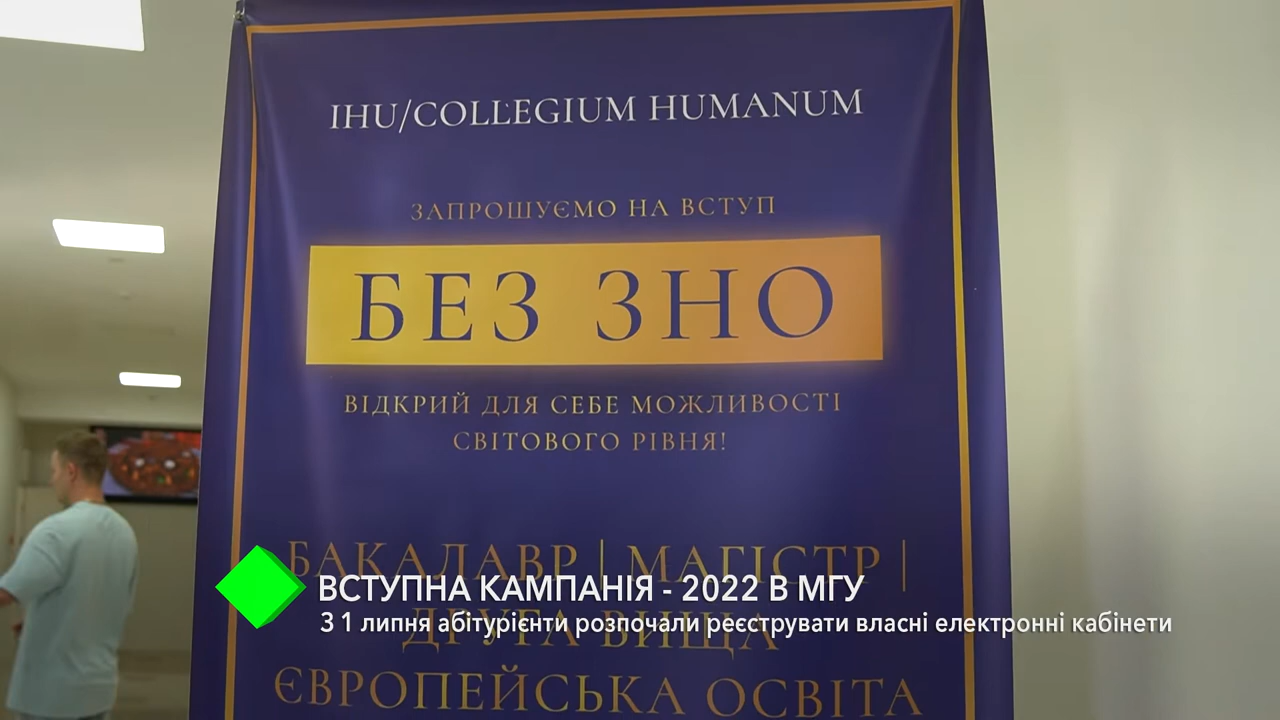 IHU/COLLEGIUM HUMANUM
ЗАПРОШУЄМО НА ВСТУП
БЕЗ ЗНО
ВІДКРИЙ ДЛЯ СЕБЕ МОЖЛИВОСТІ
СВІТОВОГО РІВНЯ!
БАКАЛАВР | МАГІСТР |
ДРУГА ВИЩА
ЄВРОПЕЙСЬКА ОСВІТА
ВСТУПНА КАМПАНІЯ - 2022 В МГУ
З 1 липня абітурієнти розпочали реєструвати власні електронні кабінети